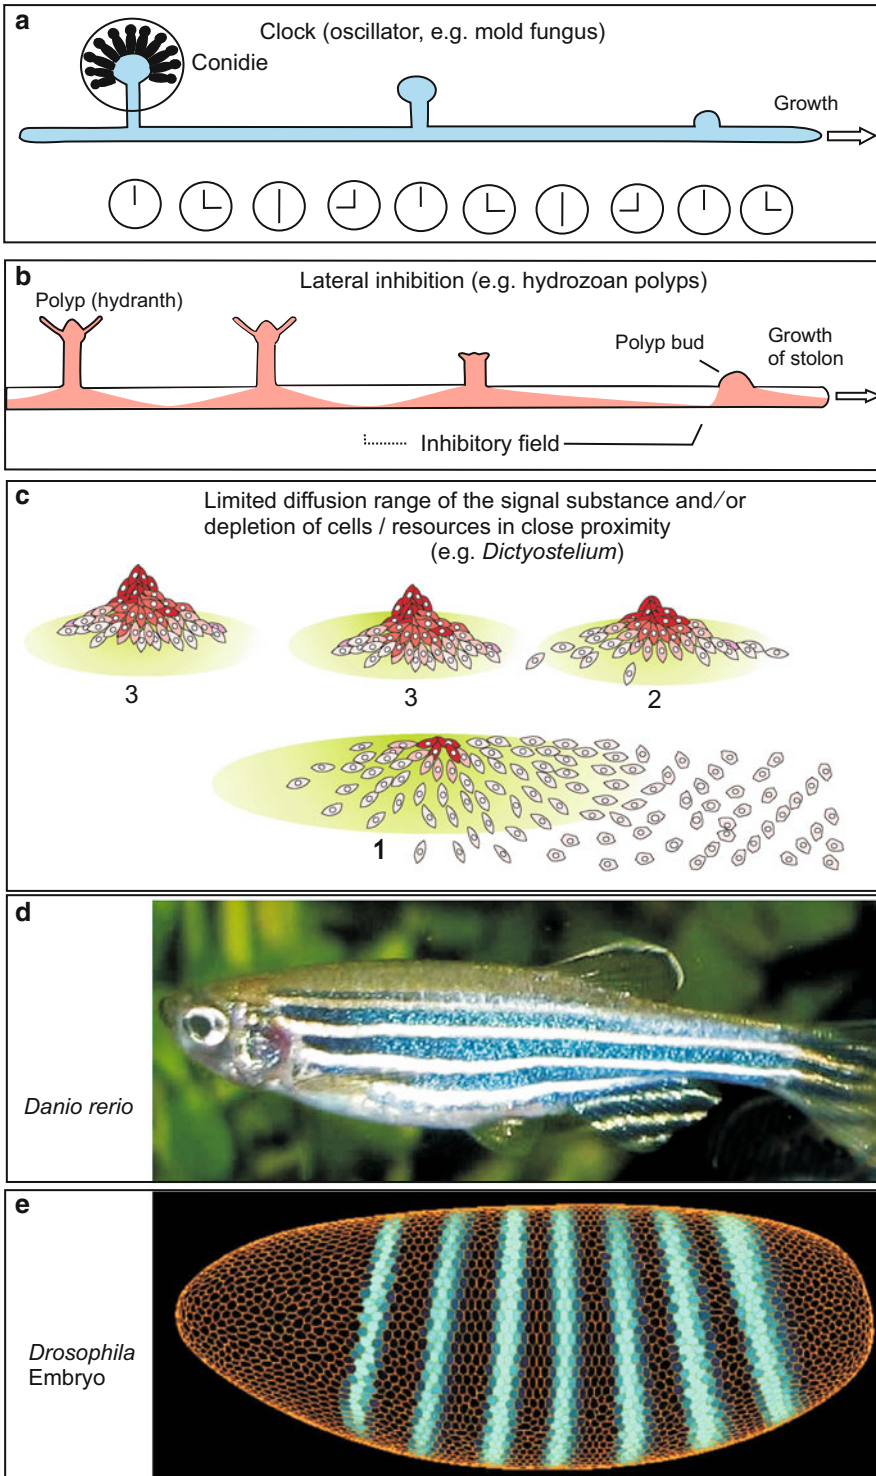 a
Clock (oscillator, e.g. mold fungus)
Conidie
Growth
b
Lateral inhibition (e.g. hydrozoan polyps)
Polyp (hydranth)
Polyp bud
Growth
of stolon
Inhibitory field
c
Limited diffusion range of the signal substance and/or
depletion of cells / resources in close proximity
(e.g. Dictyostelium)
3
3
2
1
d
Danio rerio
e
Drosophila
Embryo